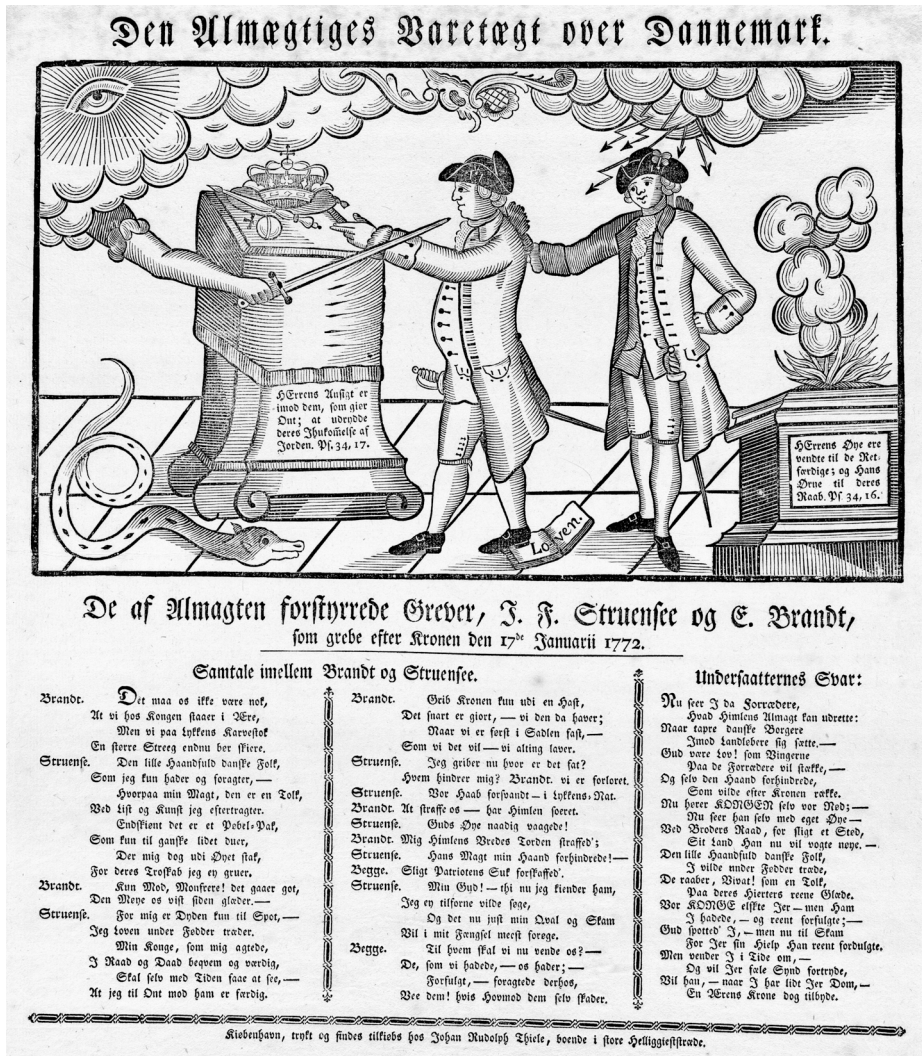 Den Almægtiges Varetægt over Dannemark.
HErrens Ansigt er
imod dem, som giør
Ont; at udrydde
deres Ihukom̃else af
Jorden. Ps. 34, 17.
Loven.
HErrens Øye ere
vendte til de Ret-
færdige; og Hans
Ørne til deres
Raab. Ps 34, 16.
De af Almagten forstyrrede Grever, J. F. Struensee og E. Brandt,
som grebe efter Kronen den 17de Januarii 1772.
Samtale imellem Brandt og Struensee.
Brandt. Det maa os ikke være nok,
At vi hos Kongen staaer i Ære,
Men vi paa Lykkens Karvestok
En større Streeg endnu bør skiere.
Struense. Den lille Haandfuld danske Folk,
Som jeg kun hader og foragter, —
Hvorpaa min Magt, den er en Tolk,
Ved List og Kunst jeg eftertragter.
Endskiønt det er et Pøbel-Pak,
Som kun til ganske lidet duer,
Der mig dog udi Øyet stak,
For deres Troskab jeg ey gruer.
Brandt. Kun Mod, Monfrere! det gaaer got,
Den Meye os vist siden glæder.—
Struense. For mig er Dyden kun til Spot, —
Jeg Loven under Fødder træder.
Min Konge, som mig agtede,
I Raad og Daad beqvem og værdig,
Skal selv med Tiden faae at see, —
At jeg til Ont mod ham er færdig.
Brandt. Grib Kronen kun udi en Hast,
Det snart er giort, — vi den da haver;
Naar vi er først i Sadlen fast, —
Som vi det vil — vi alting laver.
Struense. Jeg griber nu hvor er det fat?
Hvem hindrer mig? Brandt. vi er forloret.
Struense. Vor Haab forsvandt — i Lykkens-Nat.
Brandt. At straffe os — har Himlen soeret.
Struense. Guds Øye naadig vaagede!
Brandt. Mig Himlens Vredes Torden straffed';
Struense. Hans Magt min Haand forhindrede!—
Begge. Sligt Patriotens Suk forskaffed'.
Struense. Min Gud! — thi nu jeg kiender ham,
Jeg ey tilforne vilde søge,
Og det nu just min Qval og Skam
Vil i mit Fængsel meest forøge.
Begge. Til hvem skal vi nu vende os? —
De, som vi hadede, — os hader; —
Forfulgt, — foragtede derhos,
Vee dem! hvis Hovmod dem selv skader.
Undersaatternes Svar:
Nu seer I da Forrædere,
Hvad Himlens Almagt kan udrette:
Naar tapre danske Borgere
Imod Landløbere sig sætte. —
Gud være Lov! som Vingerne
Paa de Forrædere vil stække, —
Og selv den Haand forhindrede,
Som vilde efter Kronen række.
Nu hører KONGEN selv vor Nød; —
Nu seer han selv med eget Øye —
Ved Broders Raad, for sligt et Stød,
Sit Land Han nu vil vogte nøye. —
Den lille Haandfuld danske Folk,
I vilde under Fødder træde,
De raaber, Vivat! som en Tolk,
Paa deres Hierters reene Glæde.
Vor KONGE elskte Jer — men Ham
I hadede, — og reent forfulgte; —
Gud spotted' I, — men nu til Skam
For Jer sin Hielp Han reent fordulgte.
Men vender I i Tide om, —
Og vil Jer fæle Synd fortryde,
Vil han, — naar I har lidt Jer Dom, —
En Ærens Krone dog tilbyde.
Kiøbenhavn, trykt og findes tilkiøbs hos Johan Rudolph Thiele, boende i store Helliggieststræde.